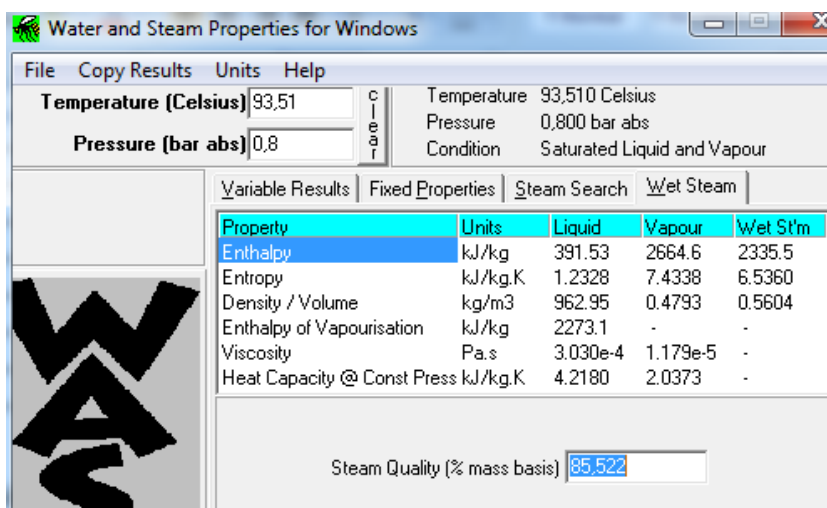 Water and Steam Properties for Windows
File Copy Results Units Help
Temperature (Celsius) 93,51
Pressure (bar abs) 0,8
clear
Temperature 93,510 Celsius
Pressure 0,800 bar abs
Condition Saturated Liquid and Vapour
Variable Results Fixed Properties Steam Search Wet Steam
Property Units Liquid Vapour Wet St'm
Enthalpy kJ/kg 391.53 2664.6 2335.5
Entropy kJ/kg.K 1.2328 7.4338 6.5360
Density / Volume kg/m3 962.95 0.4793 0.5604
Enthalpy of Vapourisation kJ/kg 2273.1 - -
Viscosity Pa.s 3.030e-4 1.179e-5 -
Heat Capacity @ Const Press kJ/kg.K 4.2180 2.0373 -
WAS
Steam Quality (% mass basis) 85,522